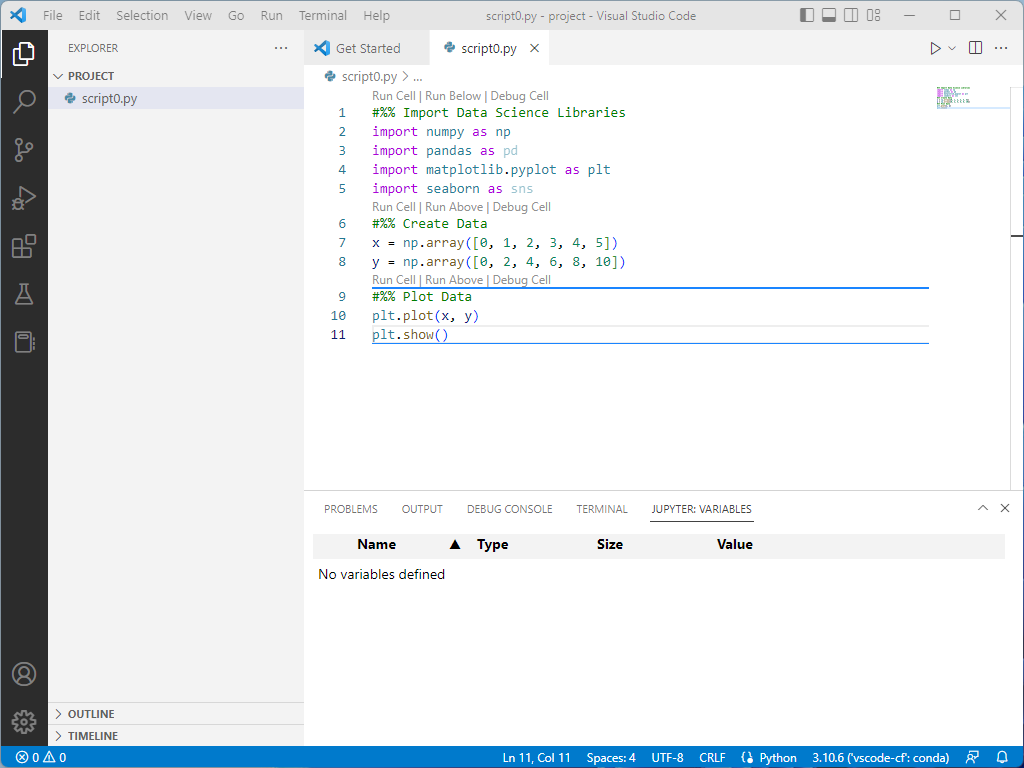 File Edit Selection View Go Run Terminal Help script0.py - project - Visual Studio Code
EXPLORER
PROJECT
script0.py
OUTLINE
TIMELINE
Get Started script0.py
script0.py > ...
Run Cell | Run Below | Debug Cell
1 #%% Import Data Science Libraries
2 import numpy as np
3 import pandas as pd
4 import matplotlib.pyplot as plt
5 import seaborn as sns
Run Cell | Run Above | Debug Cell
6 #%% Create Data
7 x = np.array([0, 1, 2, 3, 4, 5])
8 y = np.array([0, 2, 4, 6, 8, 10])
Run Cell | Run Above | Debug Cell
9 #%% Plot Data
10 plt.plot(x, y)
11 plt.show()
PROBLEMS OUTPUT DEBUG CONSOLE TERMINAL JUPYTER: VARIABLES
Name Type Size Value
No variables defined
0 0 Ln 11, Col 11 Spaces: 4 UTF-8 CRLF Python 3.10.6 ('vscode-cf': conda)